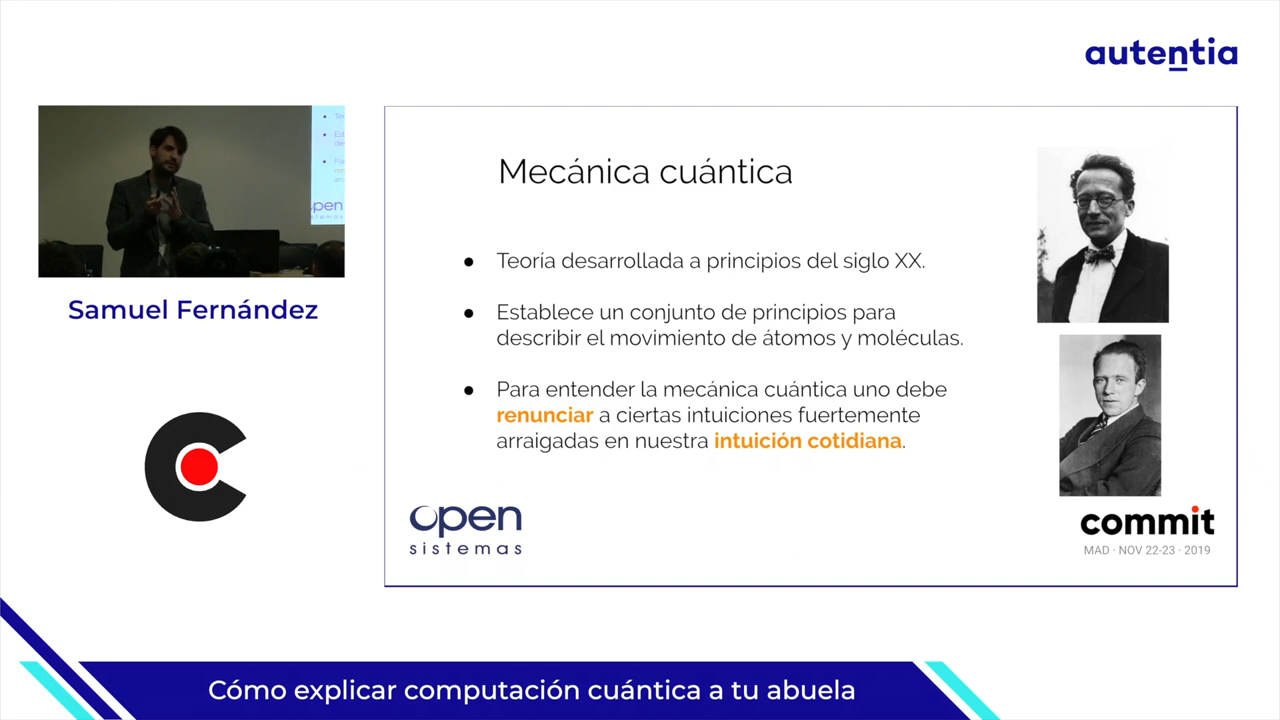 autentia
Mecánica cuántica
● Teoría desarrollada a principios del siglo XX.
● Establece un conjunto de principios para
describir el movimiento de átomos y moléculas.
● Para entender la mecánica cuántica uno debe
renunciar a ciertas intuiciones fuertemente
arraigadas en nuestra intuición cotidiana.
open
sistemas
commit
MAD · NOV 22-23 · 2019
Samuel Fernández
Cómo explicar computación cuántica a tu abuela